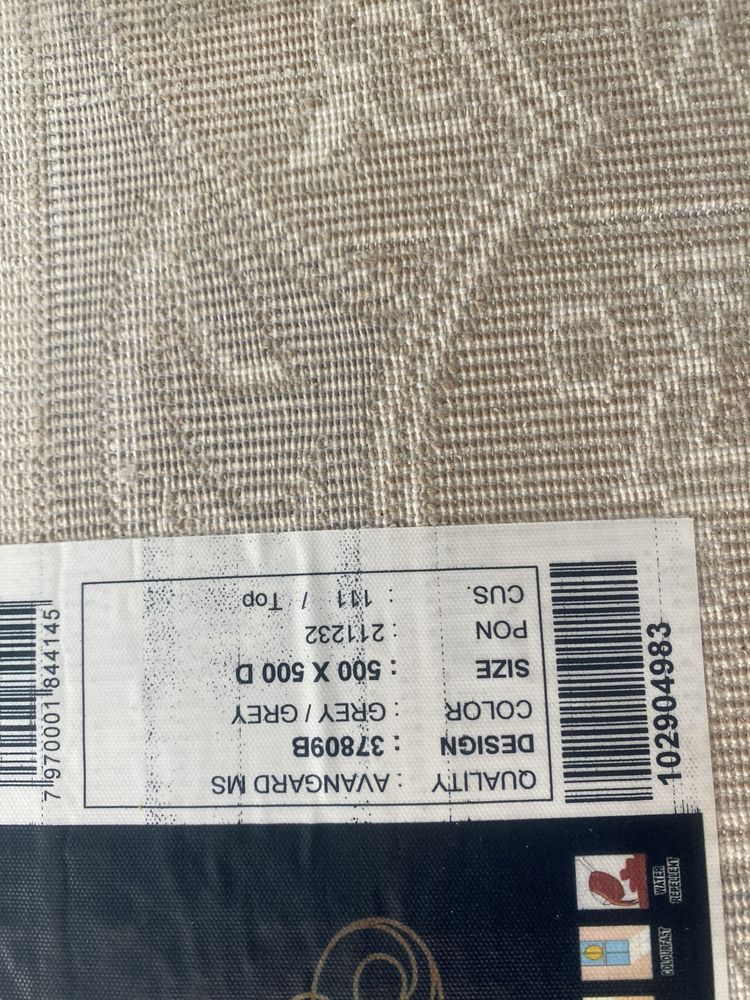 QUALITY : AVANGARD MS
DESIGN : 37809B
COLOR : GREY / GREY
SIZE : 500 X 500 D
PON : 211232
CUS. : 111 / Top
102904983
7 970001 844145
WATER
REPELLENT
COLOURFAST